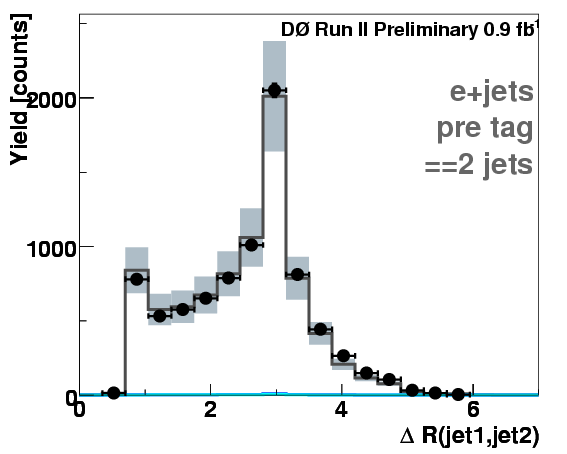 DØ Run II Preliminary 0.9 fb⁻¹
Yield [counts]
e+jets
pre tag
==2 jets
2000
1000
0
0 2 4 6
Δ R(jet1,jet2)